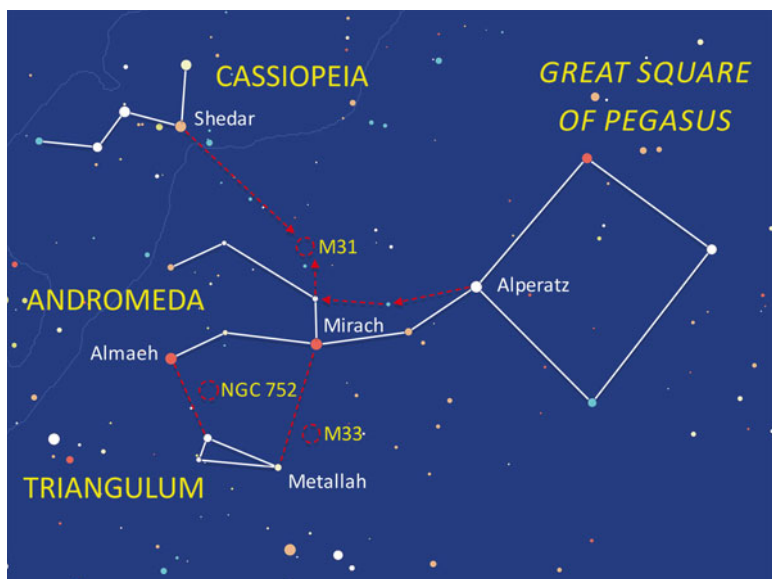 CASSIOPEIA
GREAT SQUARE
OF PEGASUS
Shedar
M31
Alperatz
ANDROMEDA
Mirach
Almaeh
NGC 752
M33
Metallah
TRIANGULUM